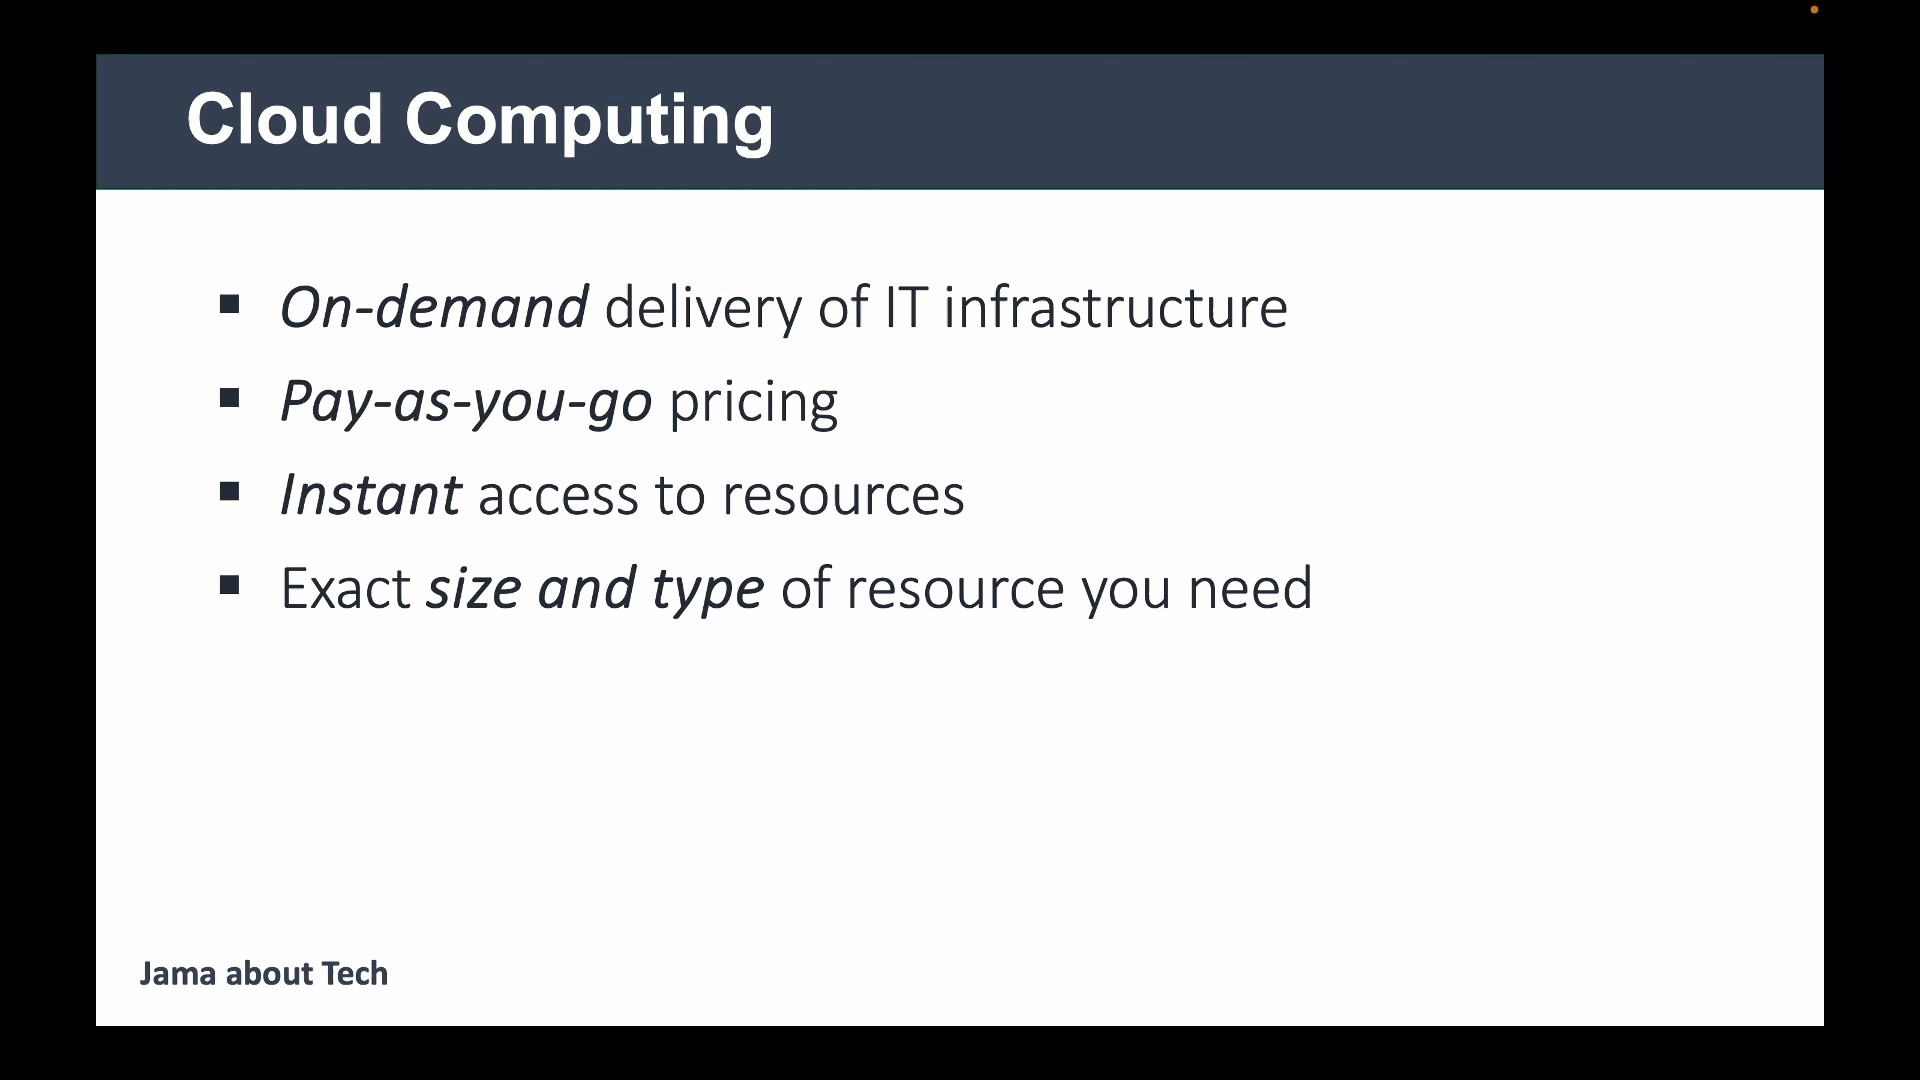 Cloud Computing
▪ On-demand delivery of IT infrastructure
▪ Pay-as-you-go pricing
▪ Instant access to resources
▪ Exact size and type of resource you need
Jama about Tech